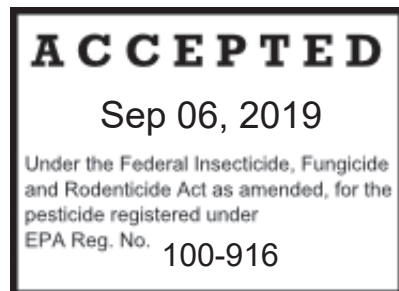 ACCEPTED
Sep 06, 2019
Under the Federal Insecticide, Fungicide
and Rodenticide Act as amended, for the
pesticide registered under
EPA Reg. No. 100-916